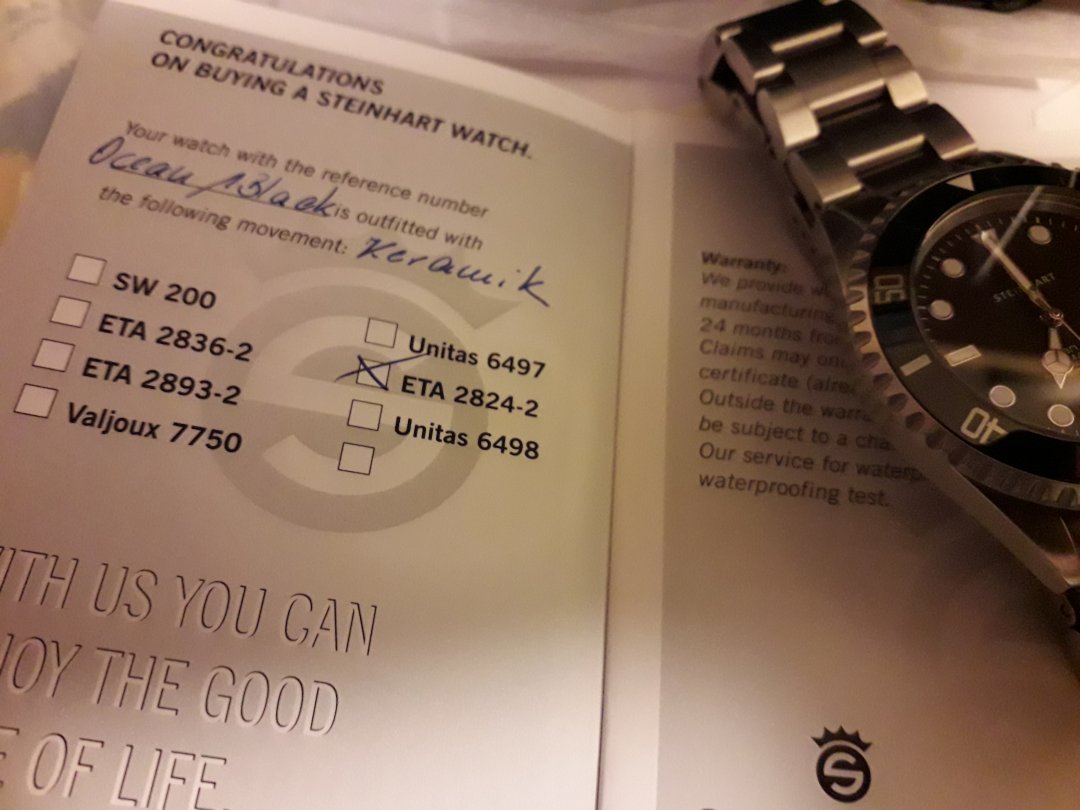 CONGRATULATIONS
ON BUYING A STEINHART WATCH.
Your watch with the reference number
Ocean 1 Black is outfitted with
the following movement: Keramik
SW 200
ETA 2836-2
ETA 2893-2
Valjoux 7750
Unitas 6497
ETA 2824-2
Unitas 6498
WITH US YOU CAN
JOY THE GOOD
E OF LIFE.
Warranty:
We provide
manufacturing
24 months from
Claims may on
certificate (alre
Outside the warra
be subject to a cha
Our service for waterp
waterproofing test.
S
STEINHART
50
40